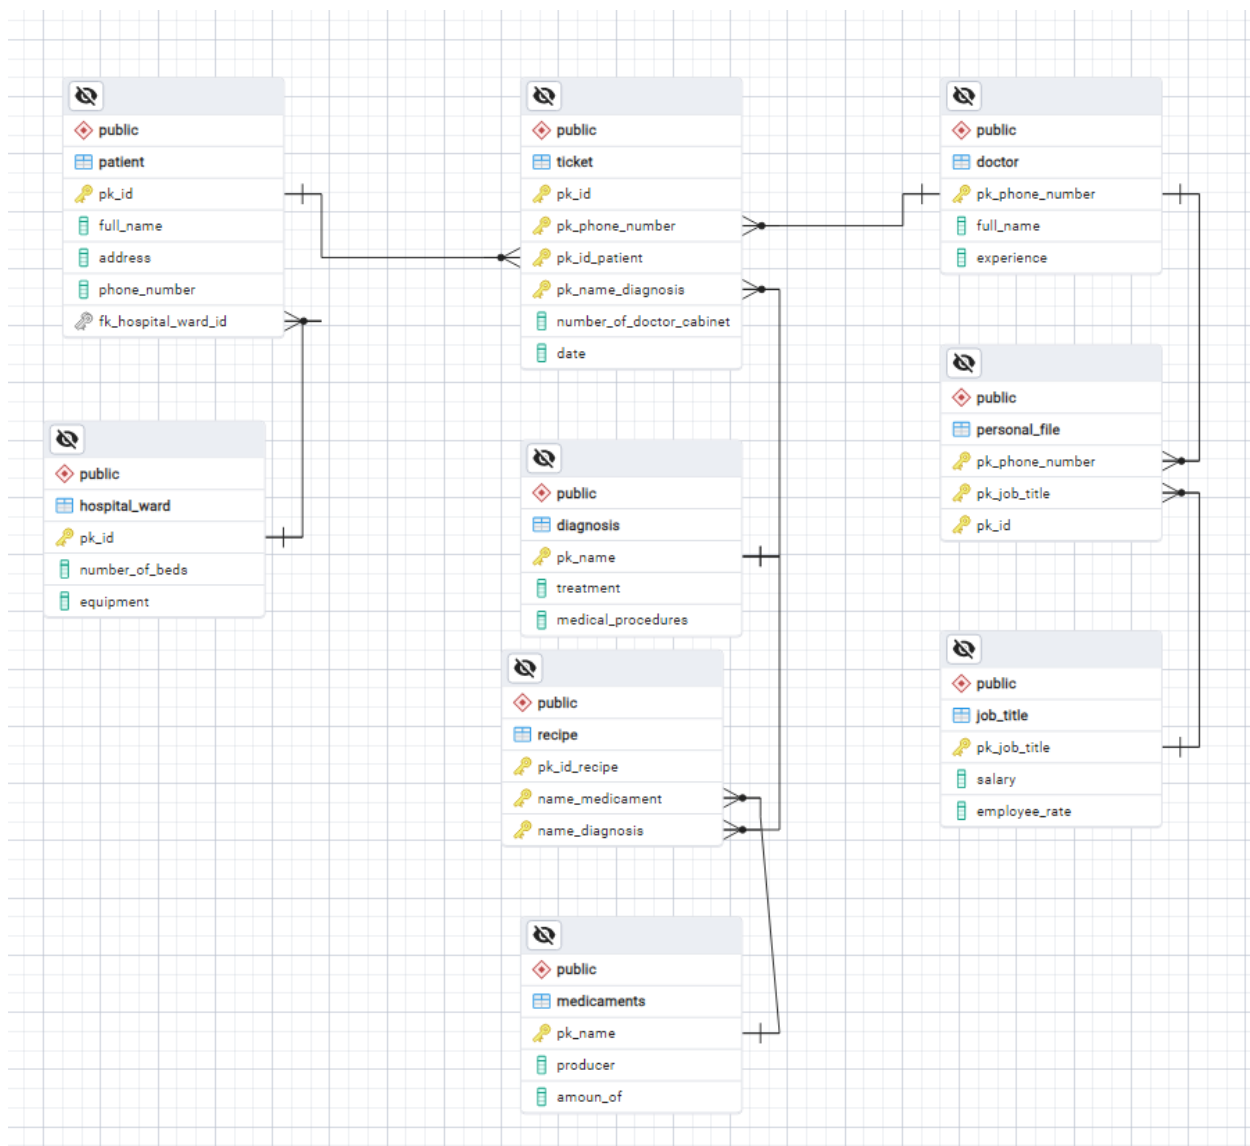 public
patient
pk_id
full_name
address
phone_number
fk_hospital_ward_id
public
ticket
pk_id
pk_phone_number
pk_id_patient
pk_name_diagnosis
number_of_doctor_cabinet
date
public
doctor
pk_phone_number
full_name
experience
public
personal_file
pk_phone_number
pk_job_title
pk_id
public
hospital_ward
pk_id
number_of_beds
equipment
public
diagnosis
pk_name
treatment
medical_procedures
public
job_title
pk_job_title
salary
employee_rate
public
recipe
pk_id_recipe
name_medicament
name_diagnosis
public
medicaments
pk_name
producer
amoun_of